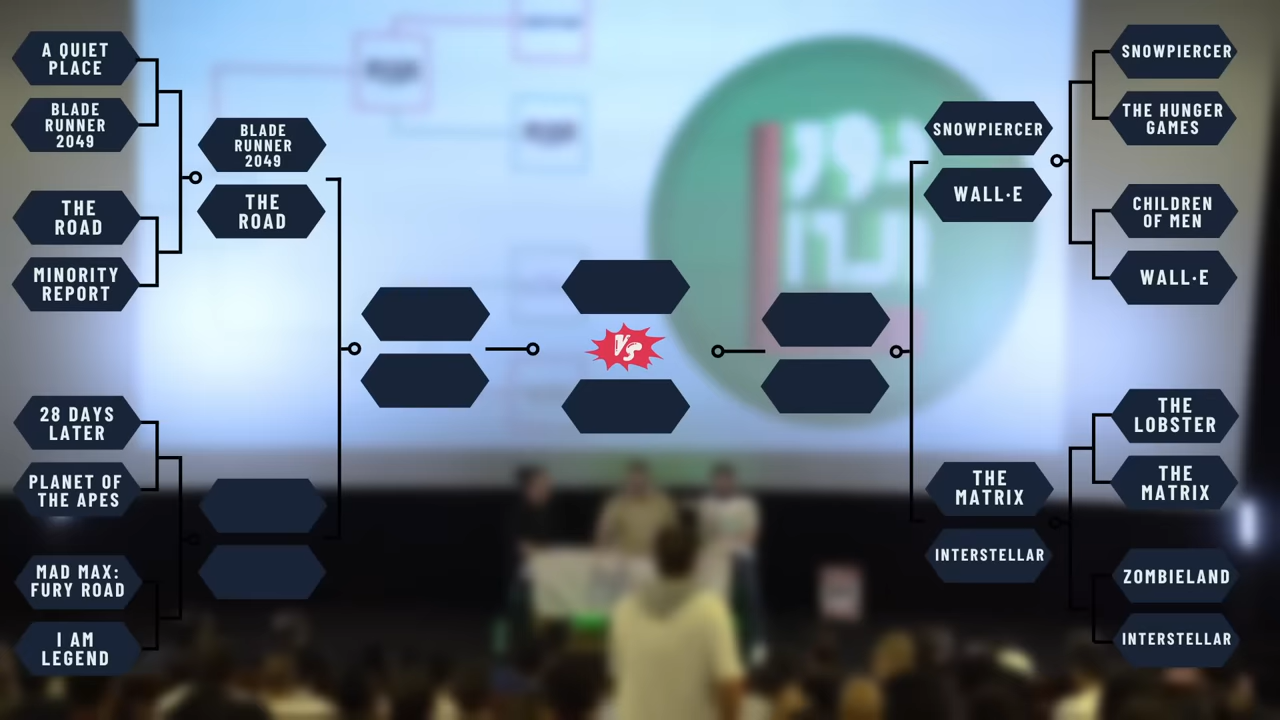 A QUIET
PLACE
BLADE
RUNNER
2049
THE
ROAD
MINORITY
REPORT
28 DAYS
LATER
PLANET OF
THE APES
MAD MAX:
FURY ROAD
I AM
LEGEND
BLADE
RUNNER
2049
THE
ROAD
VS
SNOWPIERCER
WALL·E
THE
MATRIX
INTERSTELLAR
SNOWPIERCER
THE HUNGER
GAMES
CHILDREN
OF MEN
WALL·E
THE
LOBSTER
THE
MATRIX
ZOMBIELAND
INTERSTELLAR